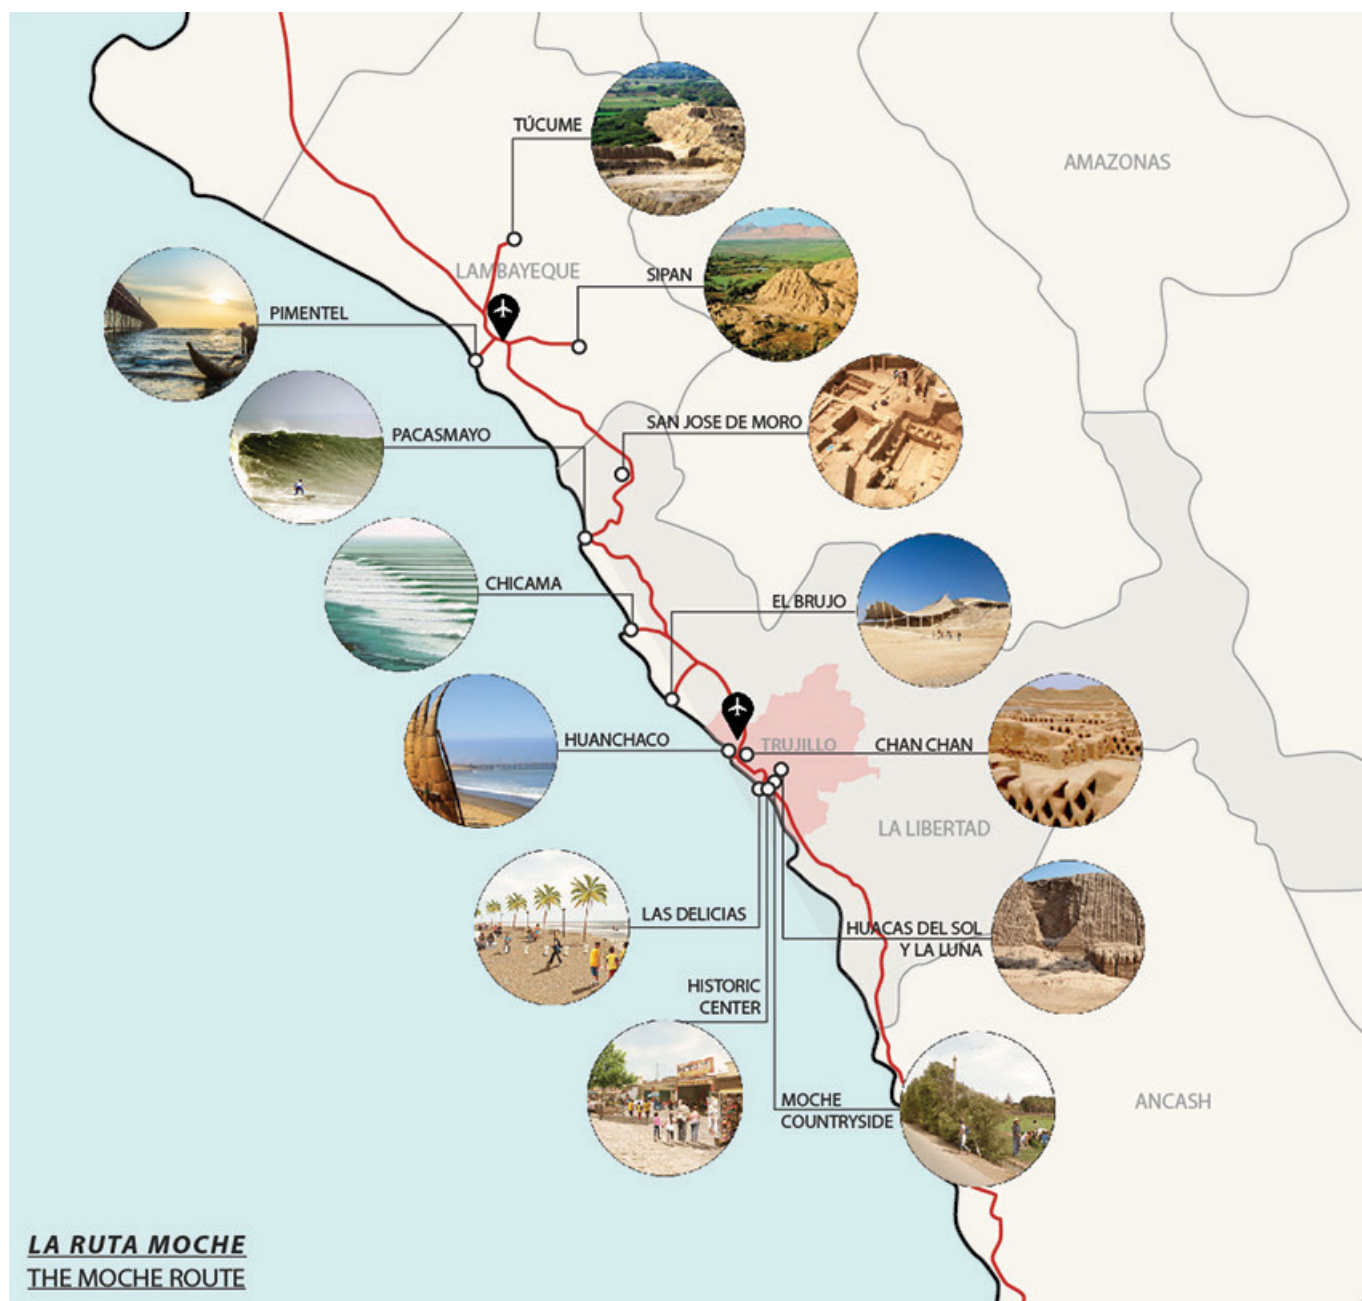 TÚCUME
AMAZONAS
LAMBAYEQUE
SIPAN
PIMENTEL
SAN JOSE DE MORO
PACASMAYO
CHICAMA
EL BRUJO
HUANCHACO
TRUJILLO
CHAN CHAN
LA LIBERTAD
LAS DELICIAS
HUACAS DEL SOL
Y LA LUNA
HISTORIC
CENTER
MOCHE
COUNTRYSIDE
ANCASH
LA RUTA MOCHE
THE MOCHE ROUTE